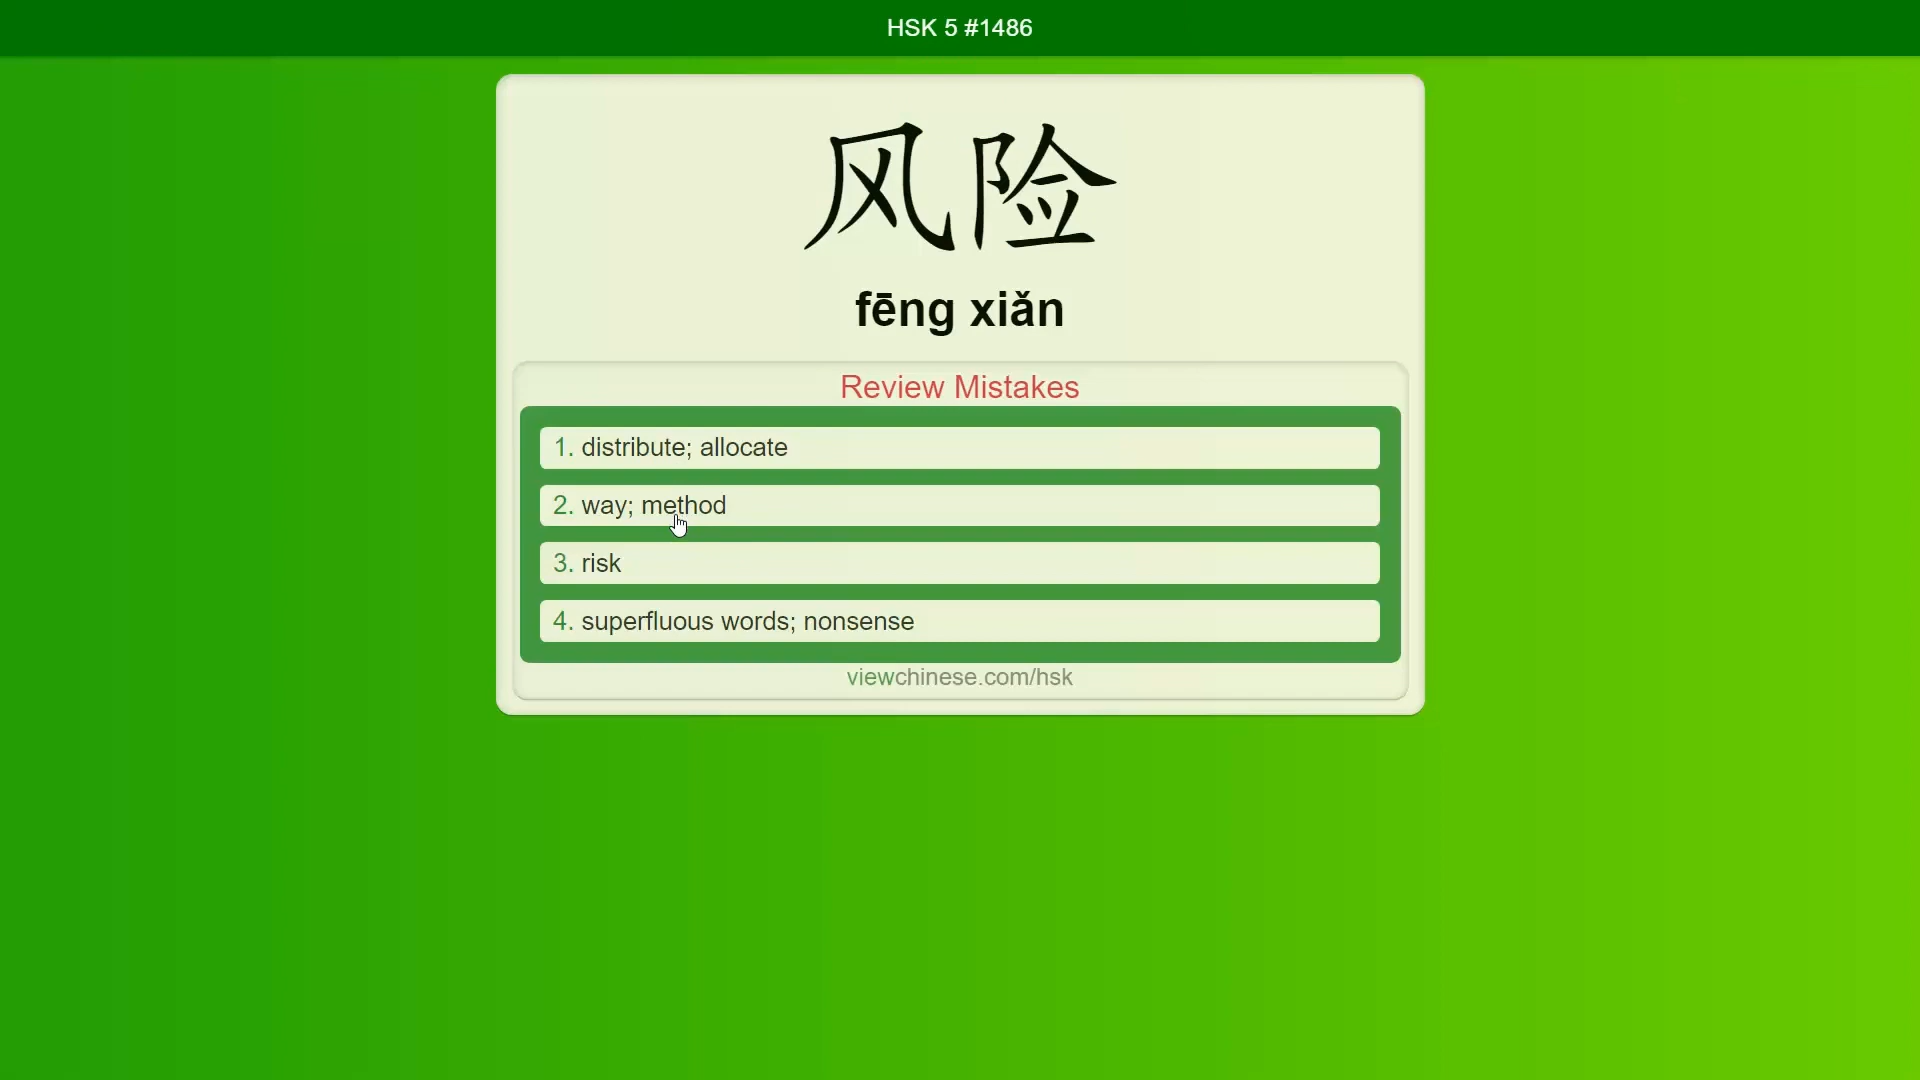 HSK 5 #1486
风险
fēng xiǎn
Review Mistakes
1. distribute; allocate
2. way; method
3. risk
4. superfluous words; nonsense
viewchinese.com/hsk